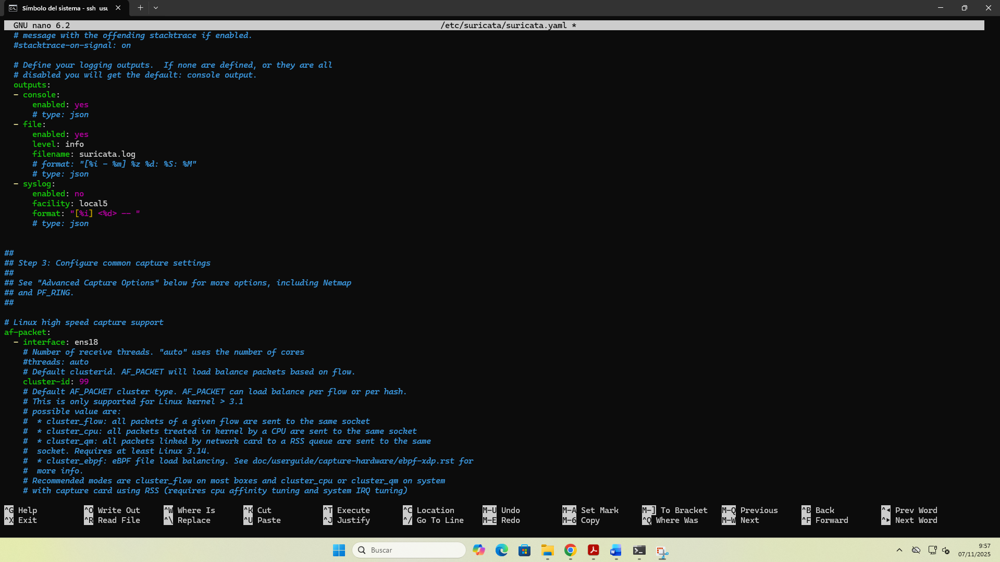 Símbolo del sistema - ssh usu
GNU nano 6.2 /etc/suricata/suricata.yaml *
# message with the offending stacktrace if enabled.
#stacktrace-on-signal: on
# Define your logging outputs.  If none are defined, or they are all
# disabled you will get the default: console output.
outputs:
- console:
enabled: yes
# type: json
- file:
enabled: yes
level: info
filename: suricata.log
# format: "[%i - %m] %z %d: %S: %M"
# type: json
- syslog:
enabled: no
facility: local5
format: "[%i] <%d> -- "
# type: json
##
## Step 3: Configure common capture settings
##
## See "Advanced Capture Options" below for more options, including Netmap
## and PF_RING.
##
# Linux high speed capture support
af-packet:
- interface: ens18
# Number of receive threads. "auto" uses the number of cores
#threads: auto
# Default clusterid. AF_PACKET will load balance packets based on flow.
cluster-id: 99
# Default AF_PACKET cluster type. AF_PACKET can load balance per flow or per hash.
# This is only supported for Linux kernel > 3.1
# possible value are:
#  * cluster_flow: all packets of a given flow are sent to the same socket
#  * cluster_cpu: all packets treated in kernel by a CPU are sent to the same socket
#  * cluster_qm: all packets linked by network card to a RSS queue are sent to the same
#  socket. Requires at least Linux 3.14.
#  * cluster_ebpf: eBPF file load balancing. See doc/userguide/capture-hardware/ebpf-xdp.rst for
#  more info.
# Recommended modes are cluster_flow on most boxes and cluster_cpu or cluster_qm on system
# with capture card using RSS (requires cpu affinity tuning and system IRQ tuning)
^G Help ^O Write Out ^W Where Is ^K Cut ^T Execute ^C Location M-U Undo M-A Set Mark M-] To Bracket M-Q Previous ^B Back ^◂ Prev Word
^X Exit ^R Read File ^\ Replace ^U Paste ^J Justify ^/ Go To Line M-E Redo M-6 Copy ^Q Where Was M-W Next ^F Forward ^▸ Next Word
Buscar
9:57
07/11/2025